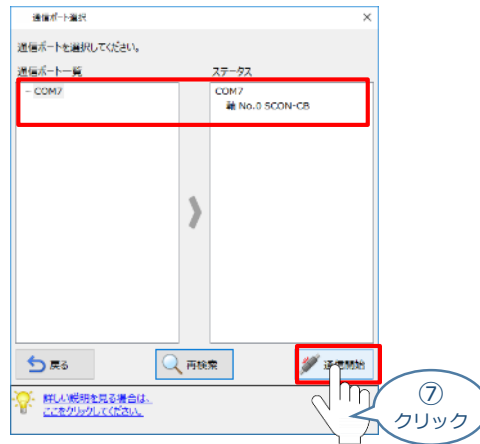 通信ポート選択
通信ポートを選択してください。
通信ポート一覧
ステータス
COM7
COM7
軸 No.0 SCON-CB
戻る
再検索
通信開始
詳しい説明を見る場合は、
ここをクリックしてください。
⑦
クリック